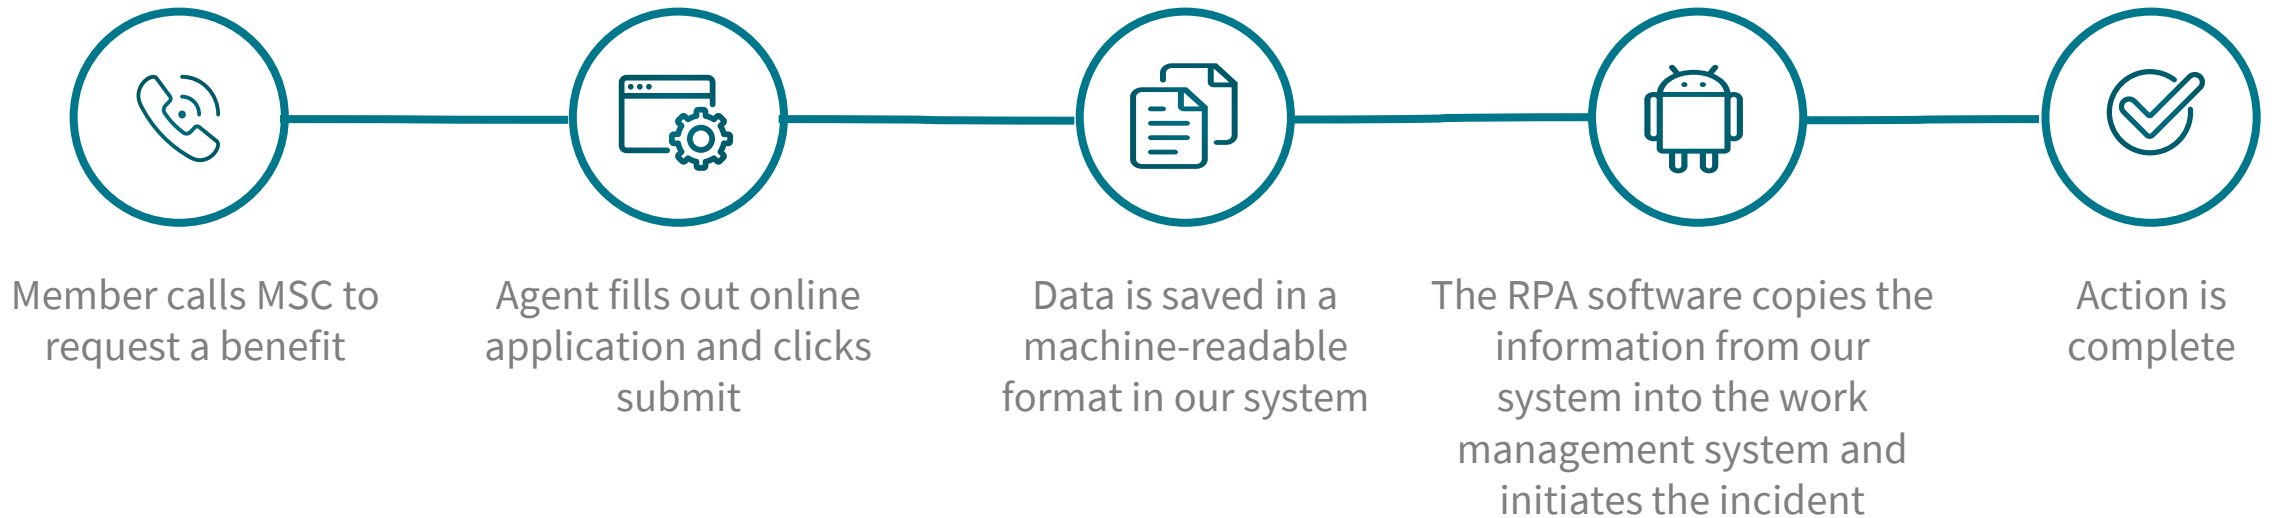 Member calls MSC to
request a benefit
Agent fills out online
application and clicks
submit
Data is saved in a
machine-readable
format in our system
The RPA software copies the
information from our
system into the work
management system and
initiates the incident
Action is
complete